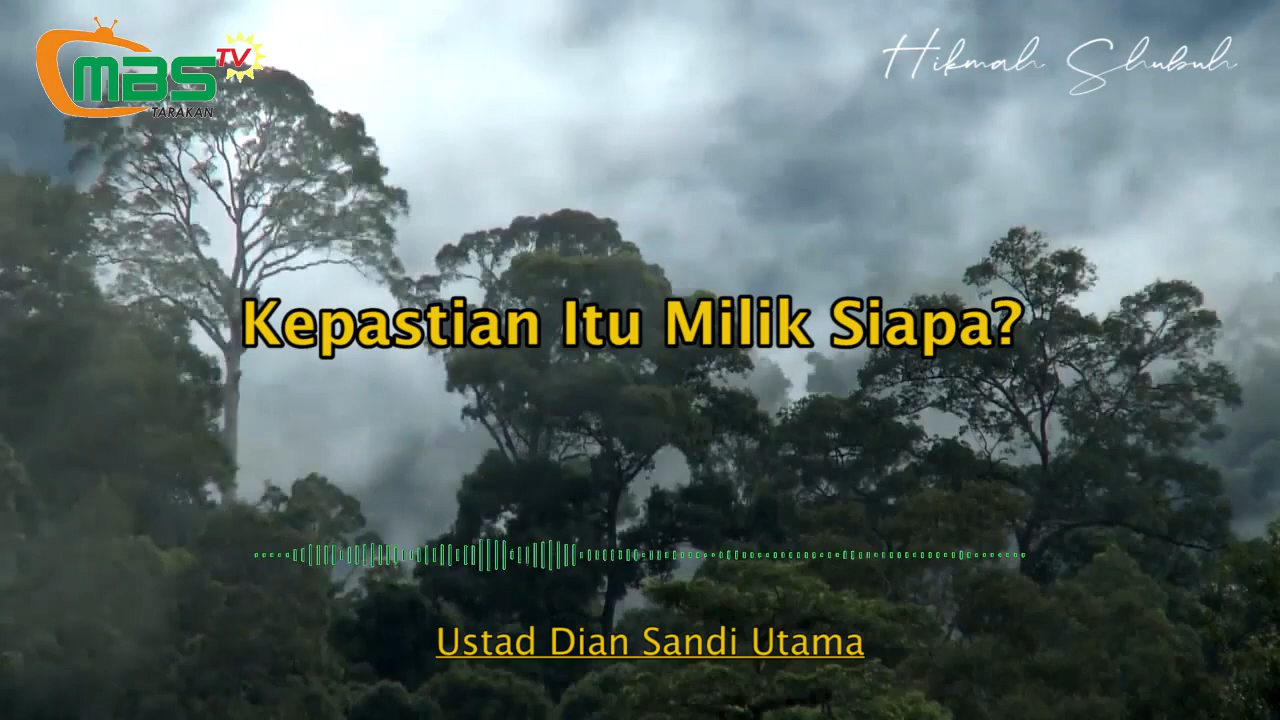 MBS TV
TARAKAN
Hikmah Shubuh
Kepastian Itu Milik Siapa?
Ustad Dian Sandi Utama